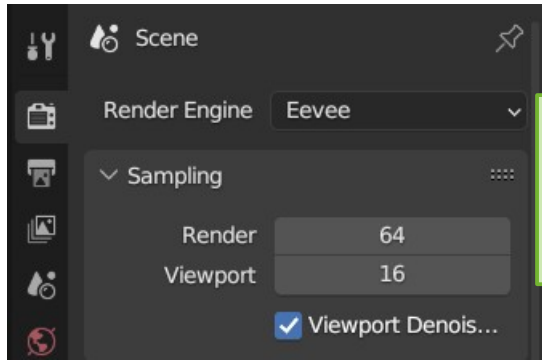 Scene
Render Engine Eevee
Sampling
Render 64
Viewport 16
Viewport Denois...